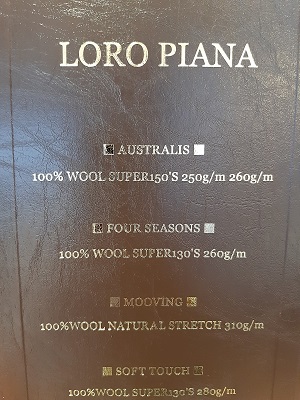 LORO PIANA
AUSTRALIS
100% WOOL SUPER150'S 250g/m 260g/m
FOUR SEASONS
100% WOOL SUPER130'S 260g/m
MOOVING
100%WOOL NATURAL STRETCH 310g/m
SOFT TOUCH
100%WOOL SUPER130'S 280g/m